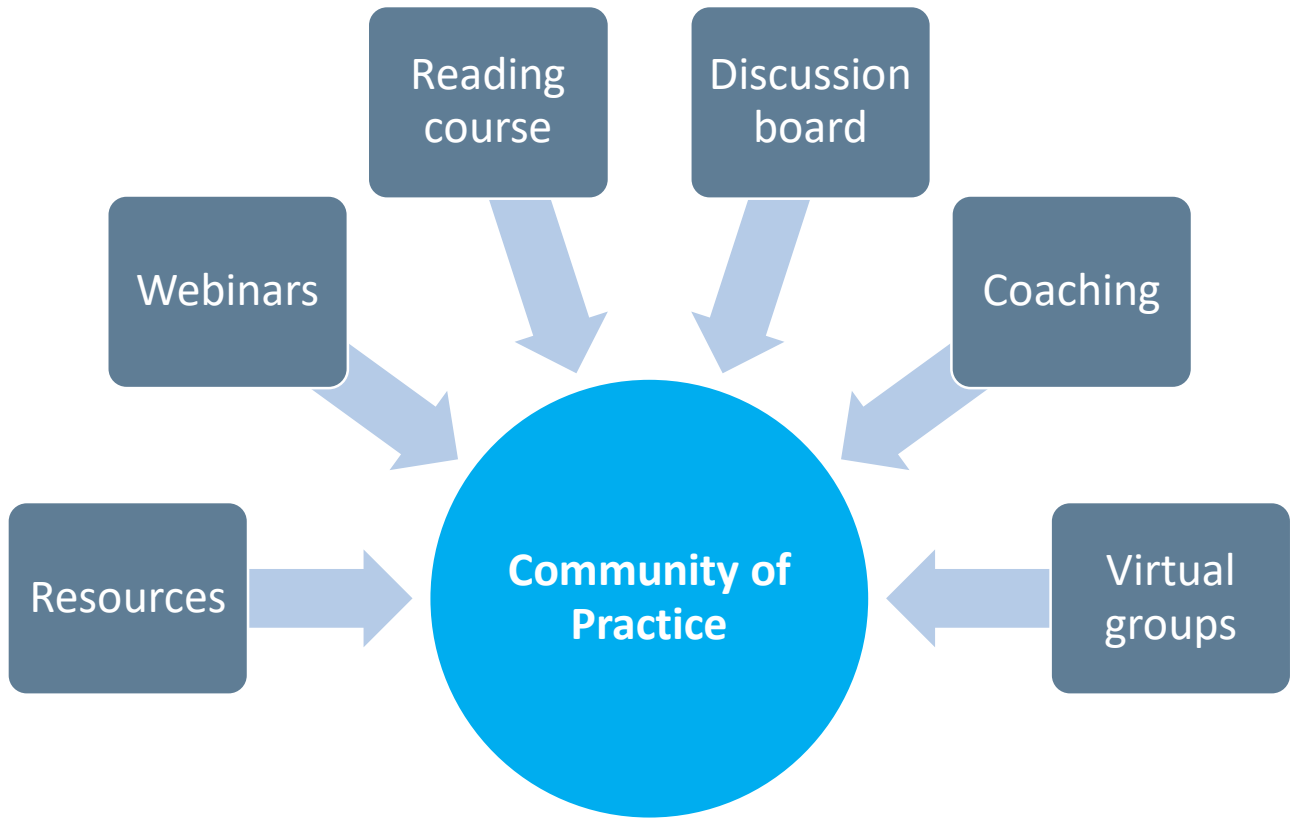 Reading
course
Discussion
board
Webinars
Coaching
Resources
Community of
Practice
Virtual
groups